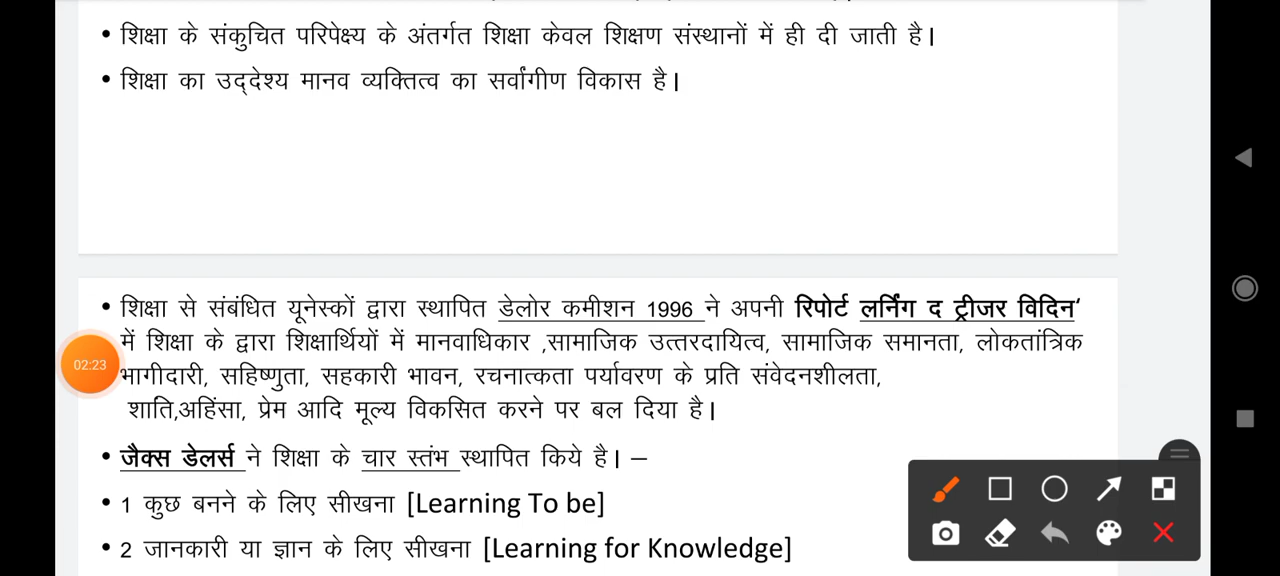 • शिक्षा के संकुचित परिपेक्ष्य के अंतर्गत शिक्षा केवल शिक्षण संस्थानों में ही दी जाती है।
• शिक्षा का उद्देश्य मानव व्यक्तित्व का सर्वांगीण विकास है।
• शिक्षा से संबंधित यूनेस्कों द्वारा स्थापित डेलोर कमीशन 1996 ने अपनी रिपोर्ट लर्निंग द ट्रीजर विदिन‘
में शिक्षा के द्वारा शिक्षार्थियों में मानवाधिकार ,सामाजिक उत्तरदायित्व, सामाजिक समानता, लोकतांत्रिक
02:23
भागीदारी, सहिष्णुता, सहकारी भावन, रचनात्कता पर्यावरण के प्रति संवेदनशीलता,
शाति,अहिंसा, प्रेम आदि मूल्य विकसित करने पर बल दिया है।
• जैक्स डेलर्स ने शिक्षा के चार स्तंभ स्थापित किये है। –
• 1 कुछ बनने के लिए सीखना [Learning To be]
• 2 जानकारी या ज्ञान के लिए सीखना [Learning for Knowledge]